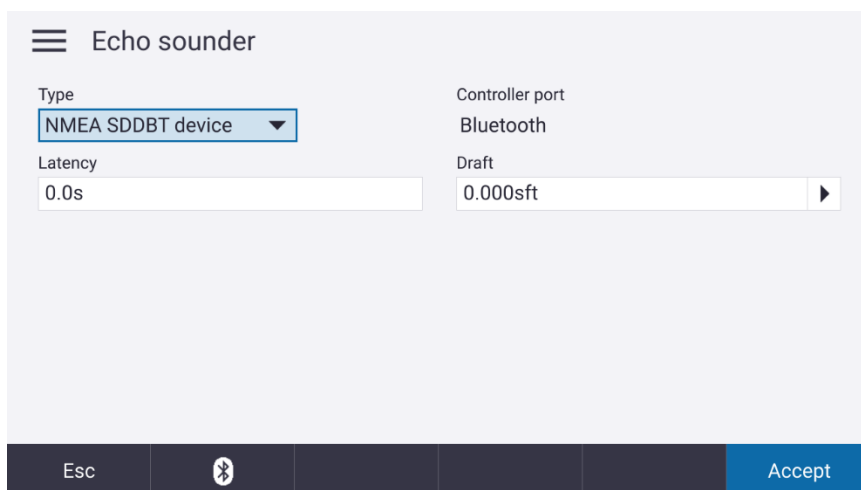 Echo sounder
Type
Controller port
NMEA SDDBT device
Bluetooth
Latency
Draft
0.0s
0.000sft
Esc
Accept